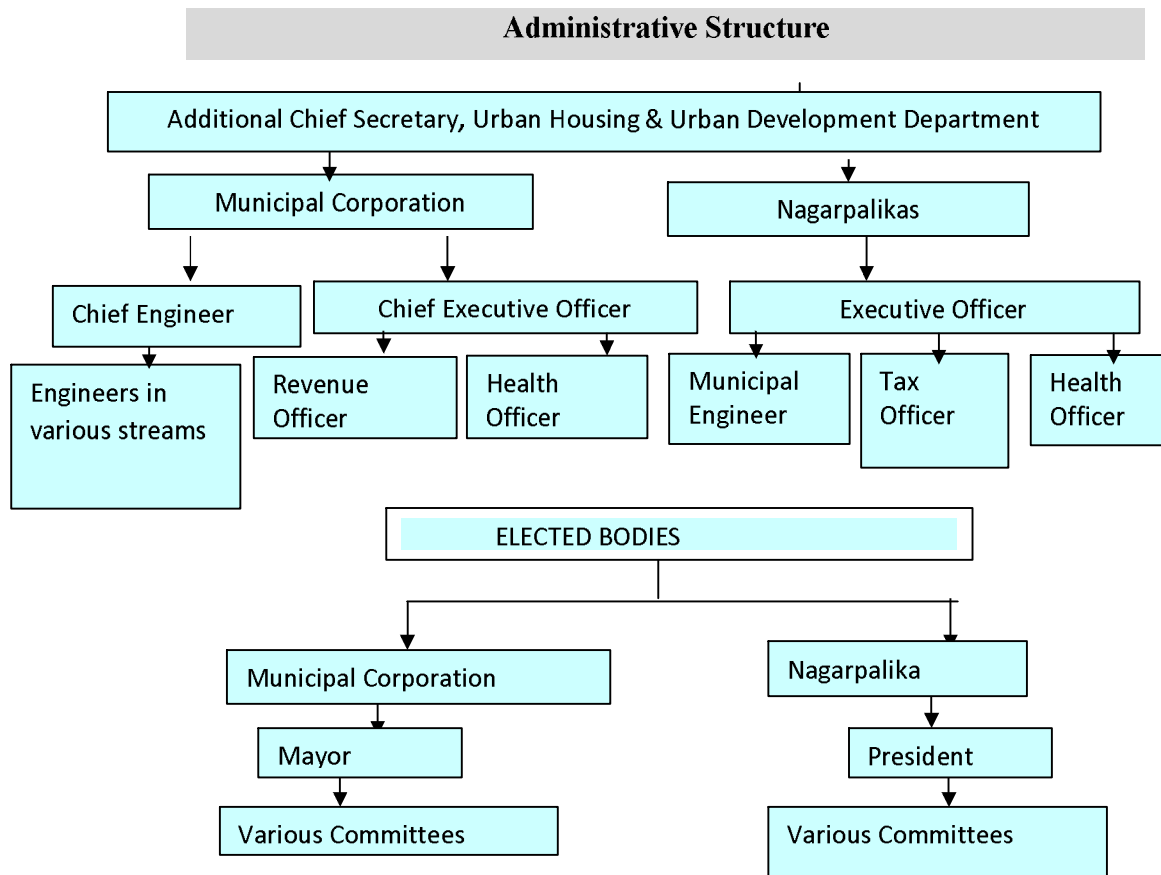 Administrative Structure
Additional Chief Secretary, Urban Housing & Urban Development Department
Municipal Corporation
Nagarpalikas
Chief Engineer
Chief Executive Officer
Executive Officer
Engineers in
various streams
Revenue
Officer
Health
Officer
Municipal
Engineer
Tax
Officer
Health
Officer
ELECTED BODIES
Municipal Corporation
Nagarpalika
Mayor
President
Various Committees
Various Committees